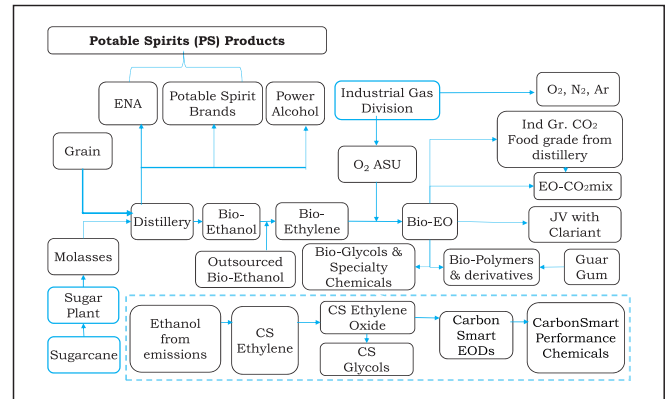 Potable Spirits (PS) Products
ENA
Potable Spirit
Brands
Power
Alcohol
Industrial Gas
Division
O₂, N₂, Ar
Grain
O₂ ASU
Ind Gr. CO₂
Food grade from
distillery
EO-CO₂mix
Distillery
Bio-
Ethanol
Bio-
Ethylene
Bio-EO
JV with
Clariant
Molasses
Outsourced
Bio-Ethanol
Bio-Glycols &
Specialty
Chemicals
Bio-Polymers
& derivatives
Guar
Gum
Sugar
Plant
Sugarcane
Ethanol
from
emissions
CS
Ethylene
CS Ethylene
Oxide
CS
Glycols
Carbon
Smart
EODs
CarbonSmart
Performance
Chemicals